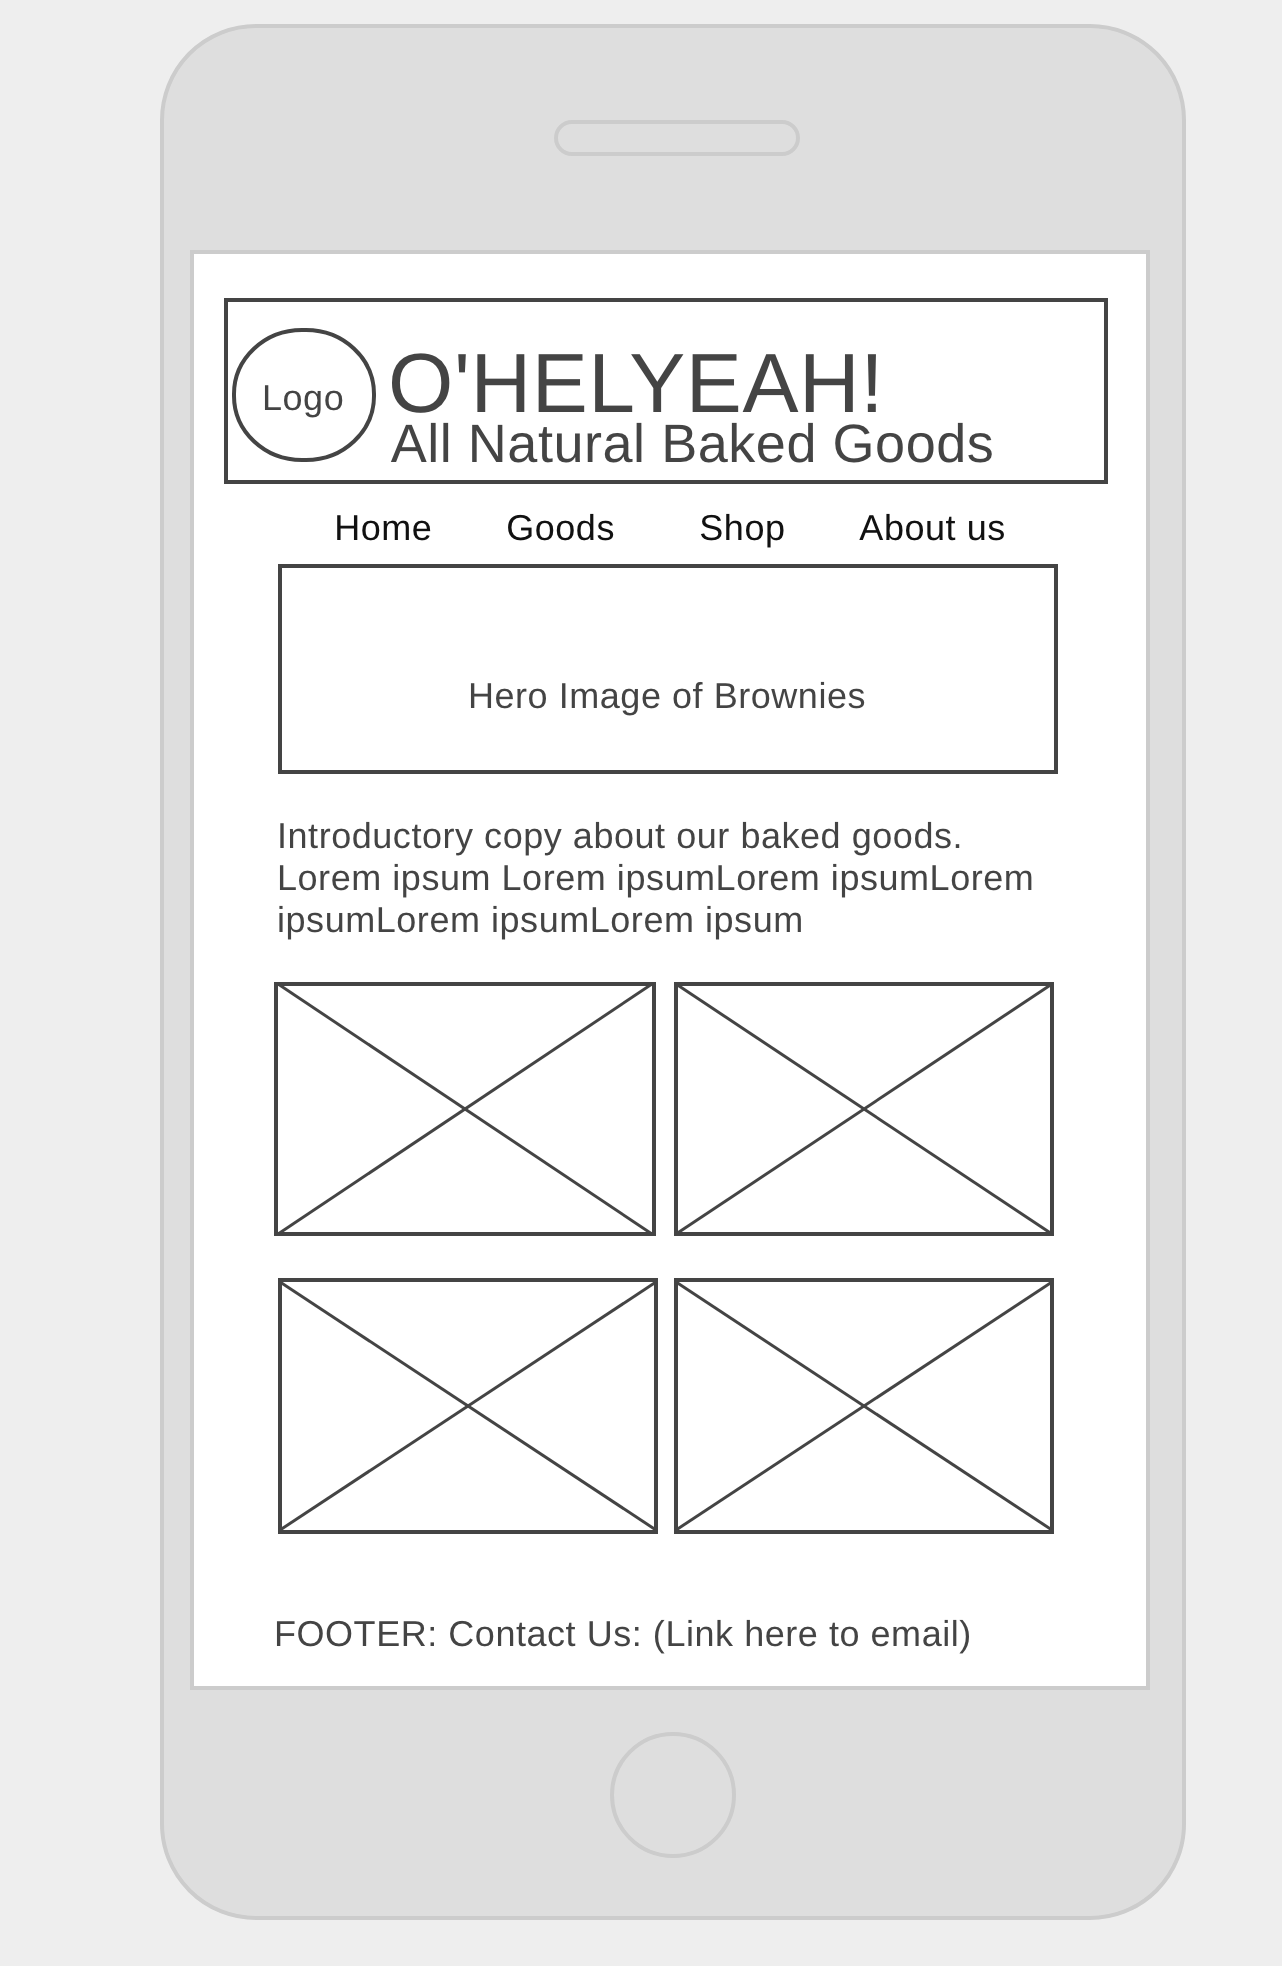 Logo
O'HELYEAH!
All Natural Baked Goods
Home Goods Shop About us
Hero Image of Brownies
Introductory copy about our baked goods.
Lorem ipsum Lorem ipsumLorem ipsumLorem
ipsumLorem ipsumLorem ipsum
FOOTER: Contact Us: (Link here to email)